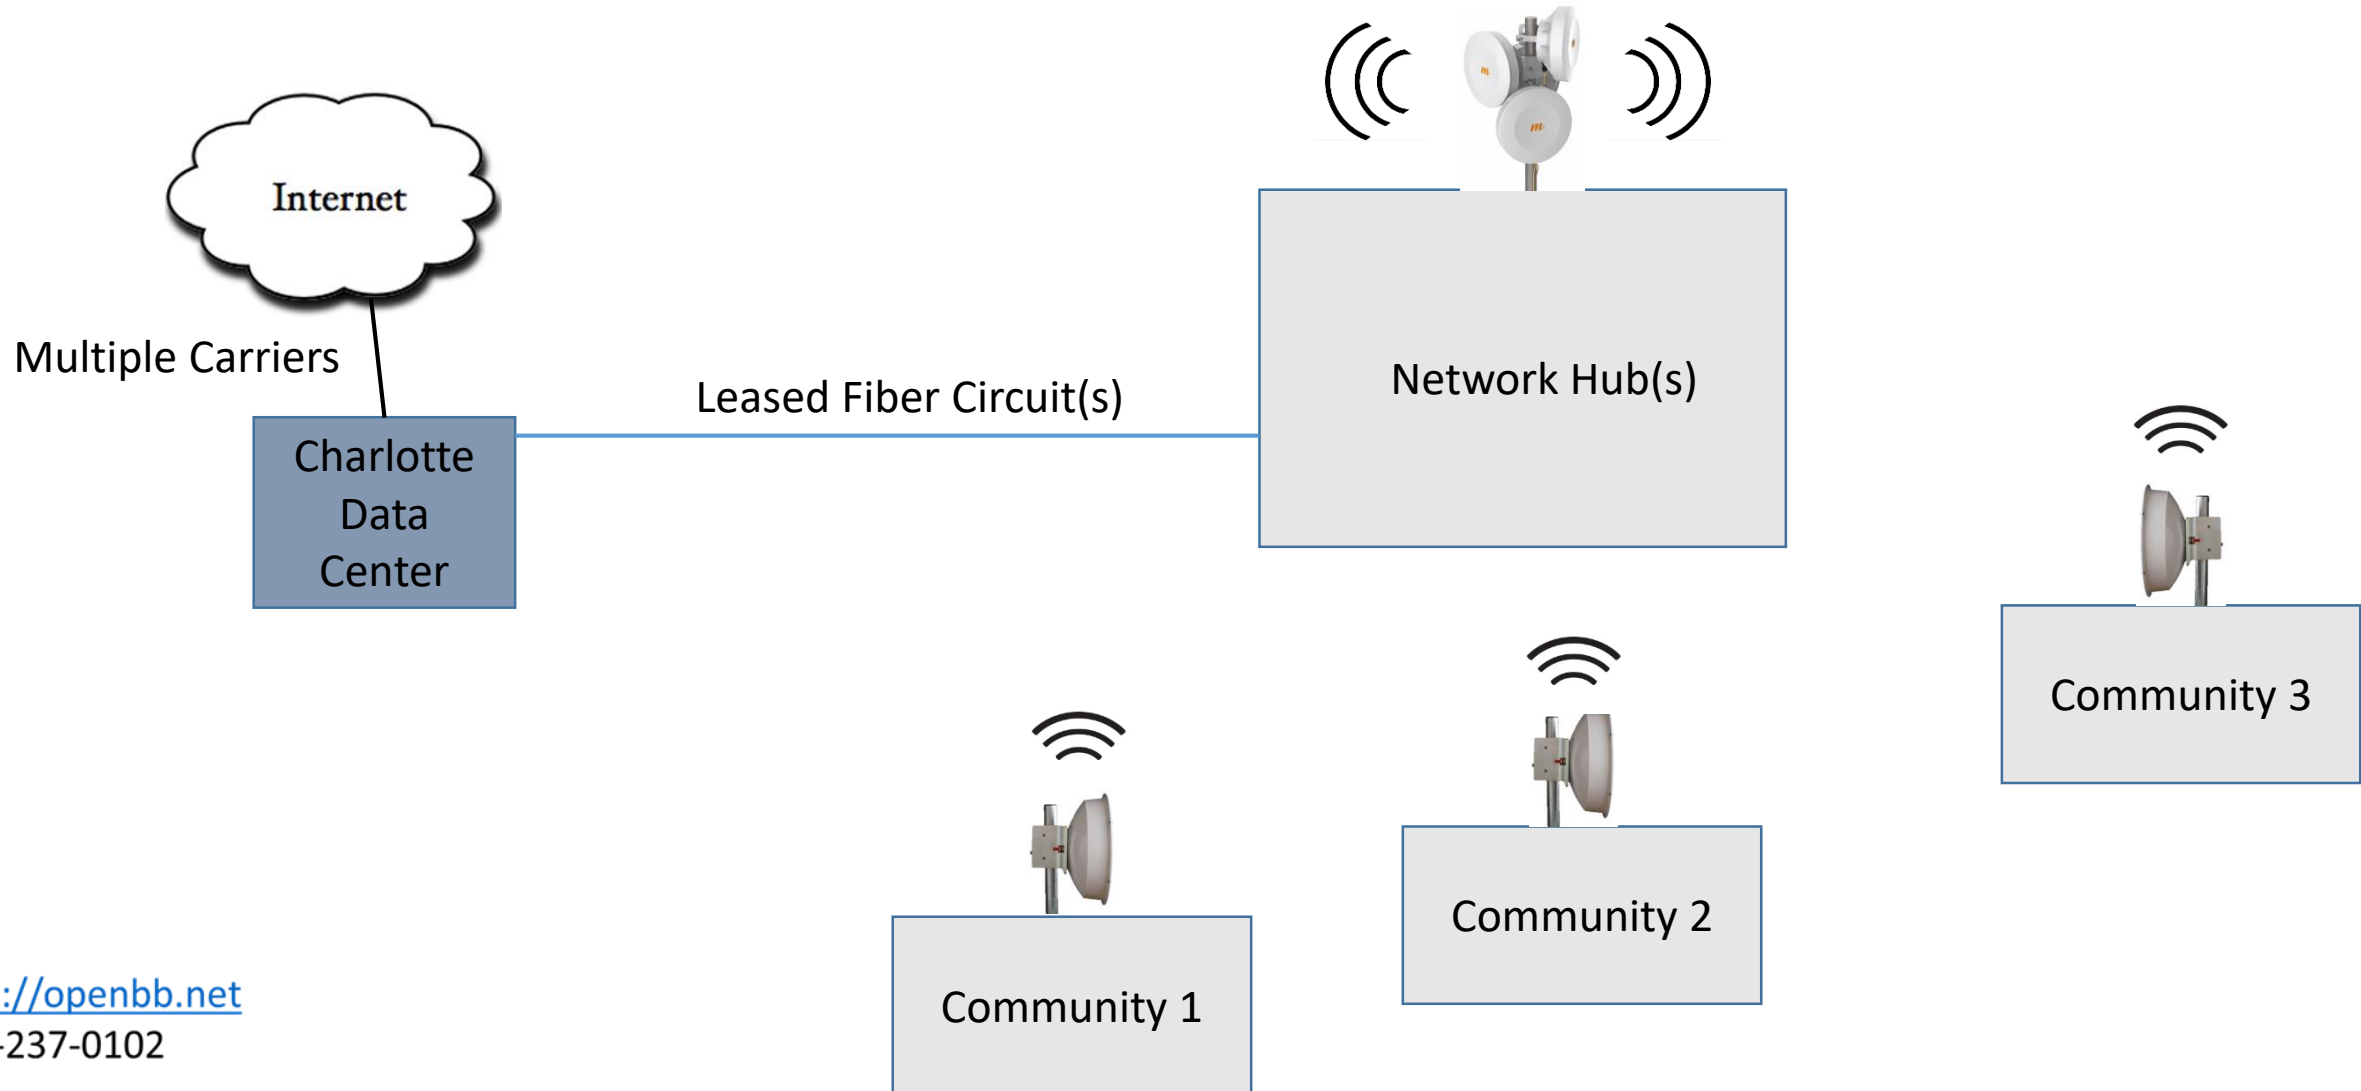 Internet
Multiple Carriers
Leased Fiber Circuit(s)
Network Hub(s)
Charlotte
Data
Center
Community 3
Community 2
Community 1
://openbb.net
-237-0102
m
m
m